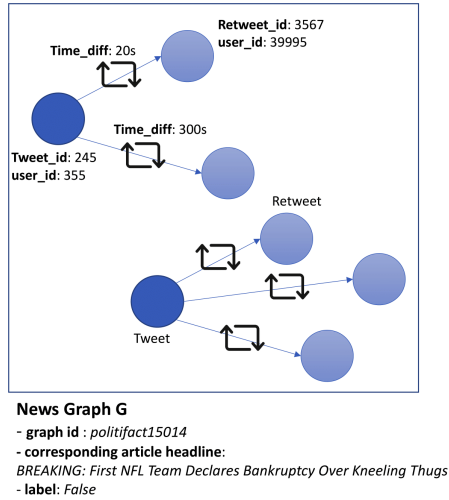 Retweet_id: 3567
user_id: 39995
Time_diff: 20s
Time_diff: 300s
Tweet_id: 245
user_id: 355
Retweet
Tweet
News Graph G
- graph id : politifact15014
- corresponding article headline:
BREAKING: First NFL Team Declares Bankruptcy Over Kneeling Thugs
- label: False